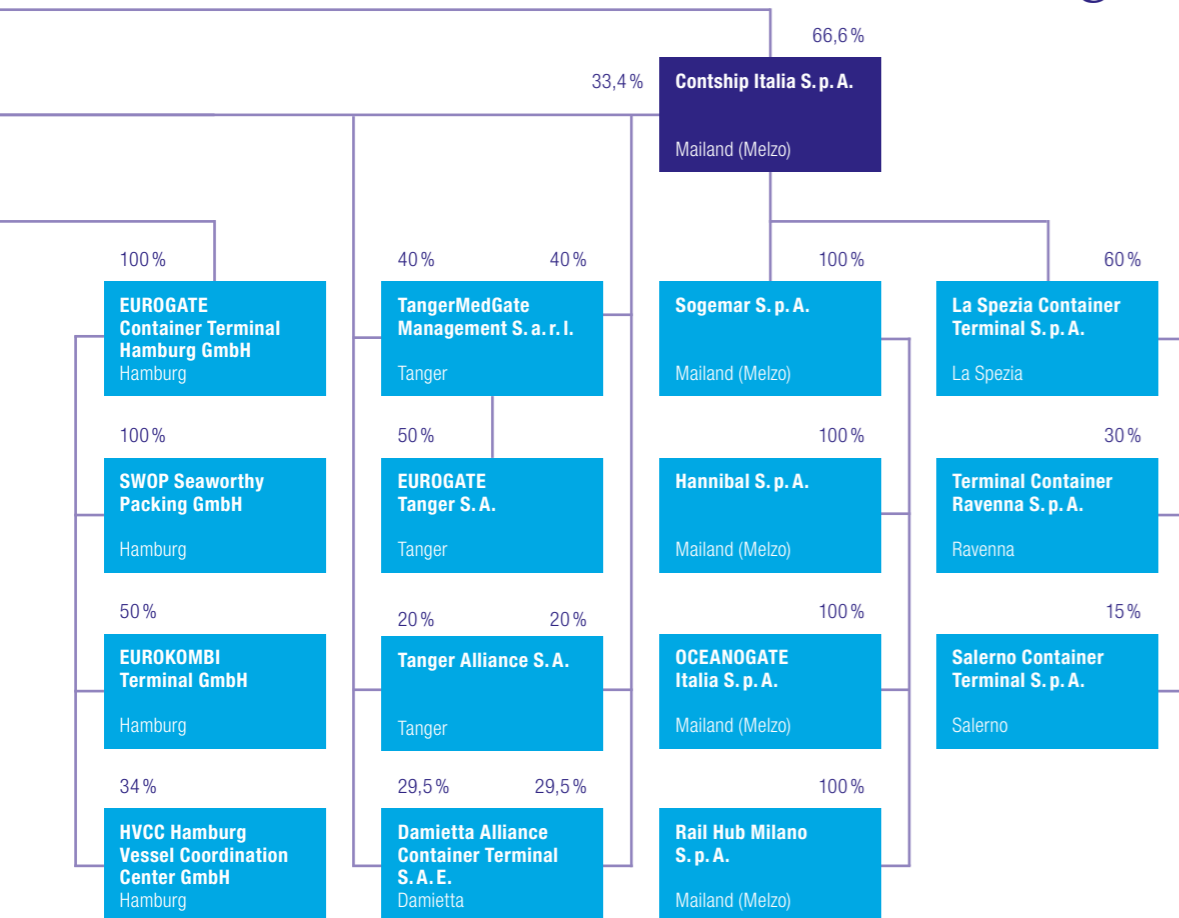 66,6 %
33,4 %
Contship Italia S. p. A.
Mailand (Melzo)
100 %
EUROGATE
Container Terminal
Hamburg GmbH
Hamburg
100 %
SWOP Seaworthy
Packing GmbH
Hamburg
50 %
EUROKOMBI
Terminal GmbH
Hamburg
34 %
HVCC Hamburg
Vessel Coordination
Center GmbH
Hamburg
40 % 40 %
TangerMedGate
Management S. a. r. l.
Tanger
50 %
EUROGATE
Tanger S. A.
Tanger
20 % 20 %
Tanger Alliance S. A.
Tanger
29,5 % 29,5 %
Damietta Alliance
Container Terminal
S. A. E.
Damietta
100 %
Sogemar S. p. A.
Mailand (Melzo)
100 %
Hannibal S. p. A.
Mailand (Melzo)
100 %
OCEANOGATE
Italia S. p. A.
Mailand (Melzo)
100 %
Rail Hub Milano
S. p. A.
Mailand (Melzo)
60 %
La Spezia Container
Terminal S. p. A.
La Spezia
30 %
Terminal Container
Ravenna S. p. A.
Ravenna
15 %
Salerno Container
Terminal S. p. A.
Salerno